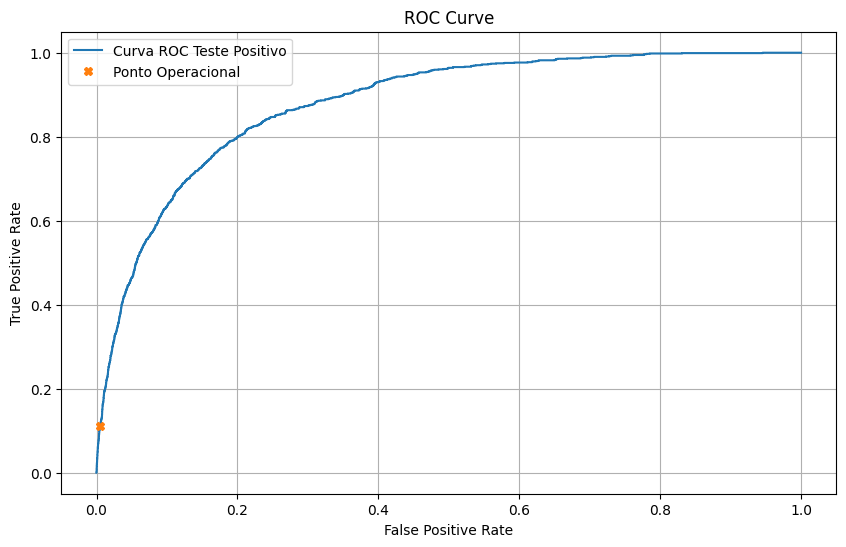 ROC Curve
Curva ROC Teste Positivo
Ponto Operacional
True Positive Rate
1.0
0.8
0.6
0.4
0.2
0.0
0.0 0.2 0.4 0.6 0.8 1.0
False Positive Rate